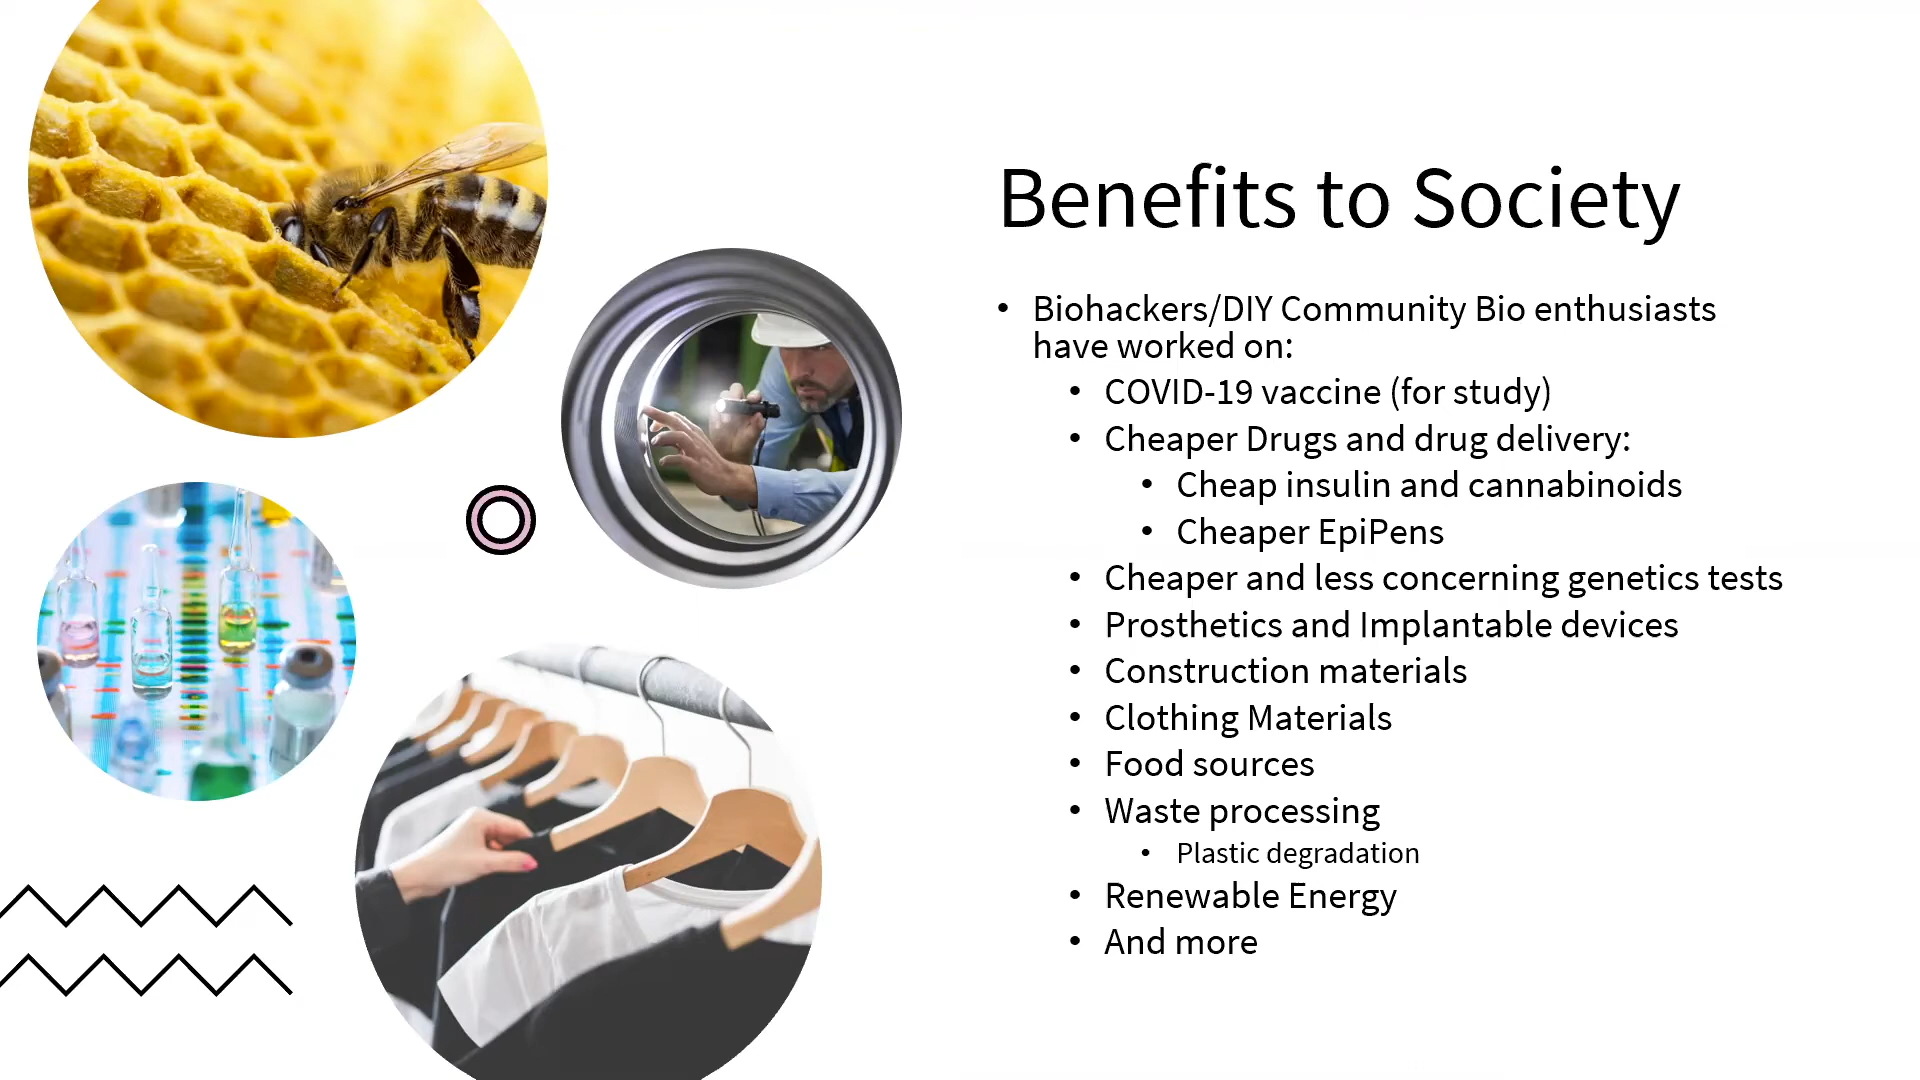 Benefits to Society
• Biohackers/DIY Community Bio enthusiasts
have worked on:
• COVID-19 vaccine (for study)
• Cheaper Drugs and drug delivery:
• Cheap insulin and cannabinoids
• Cheaper EpiPens
• Cheaper and less concerning genetics tests
• Prosthetics and Implantable devices
• Construction materials
• Clothing Materials
• Food sources
• Waste processing
• Plastic degradation
• Renewable Energy
• And more